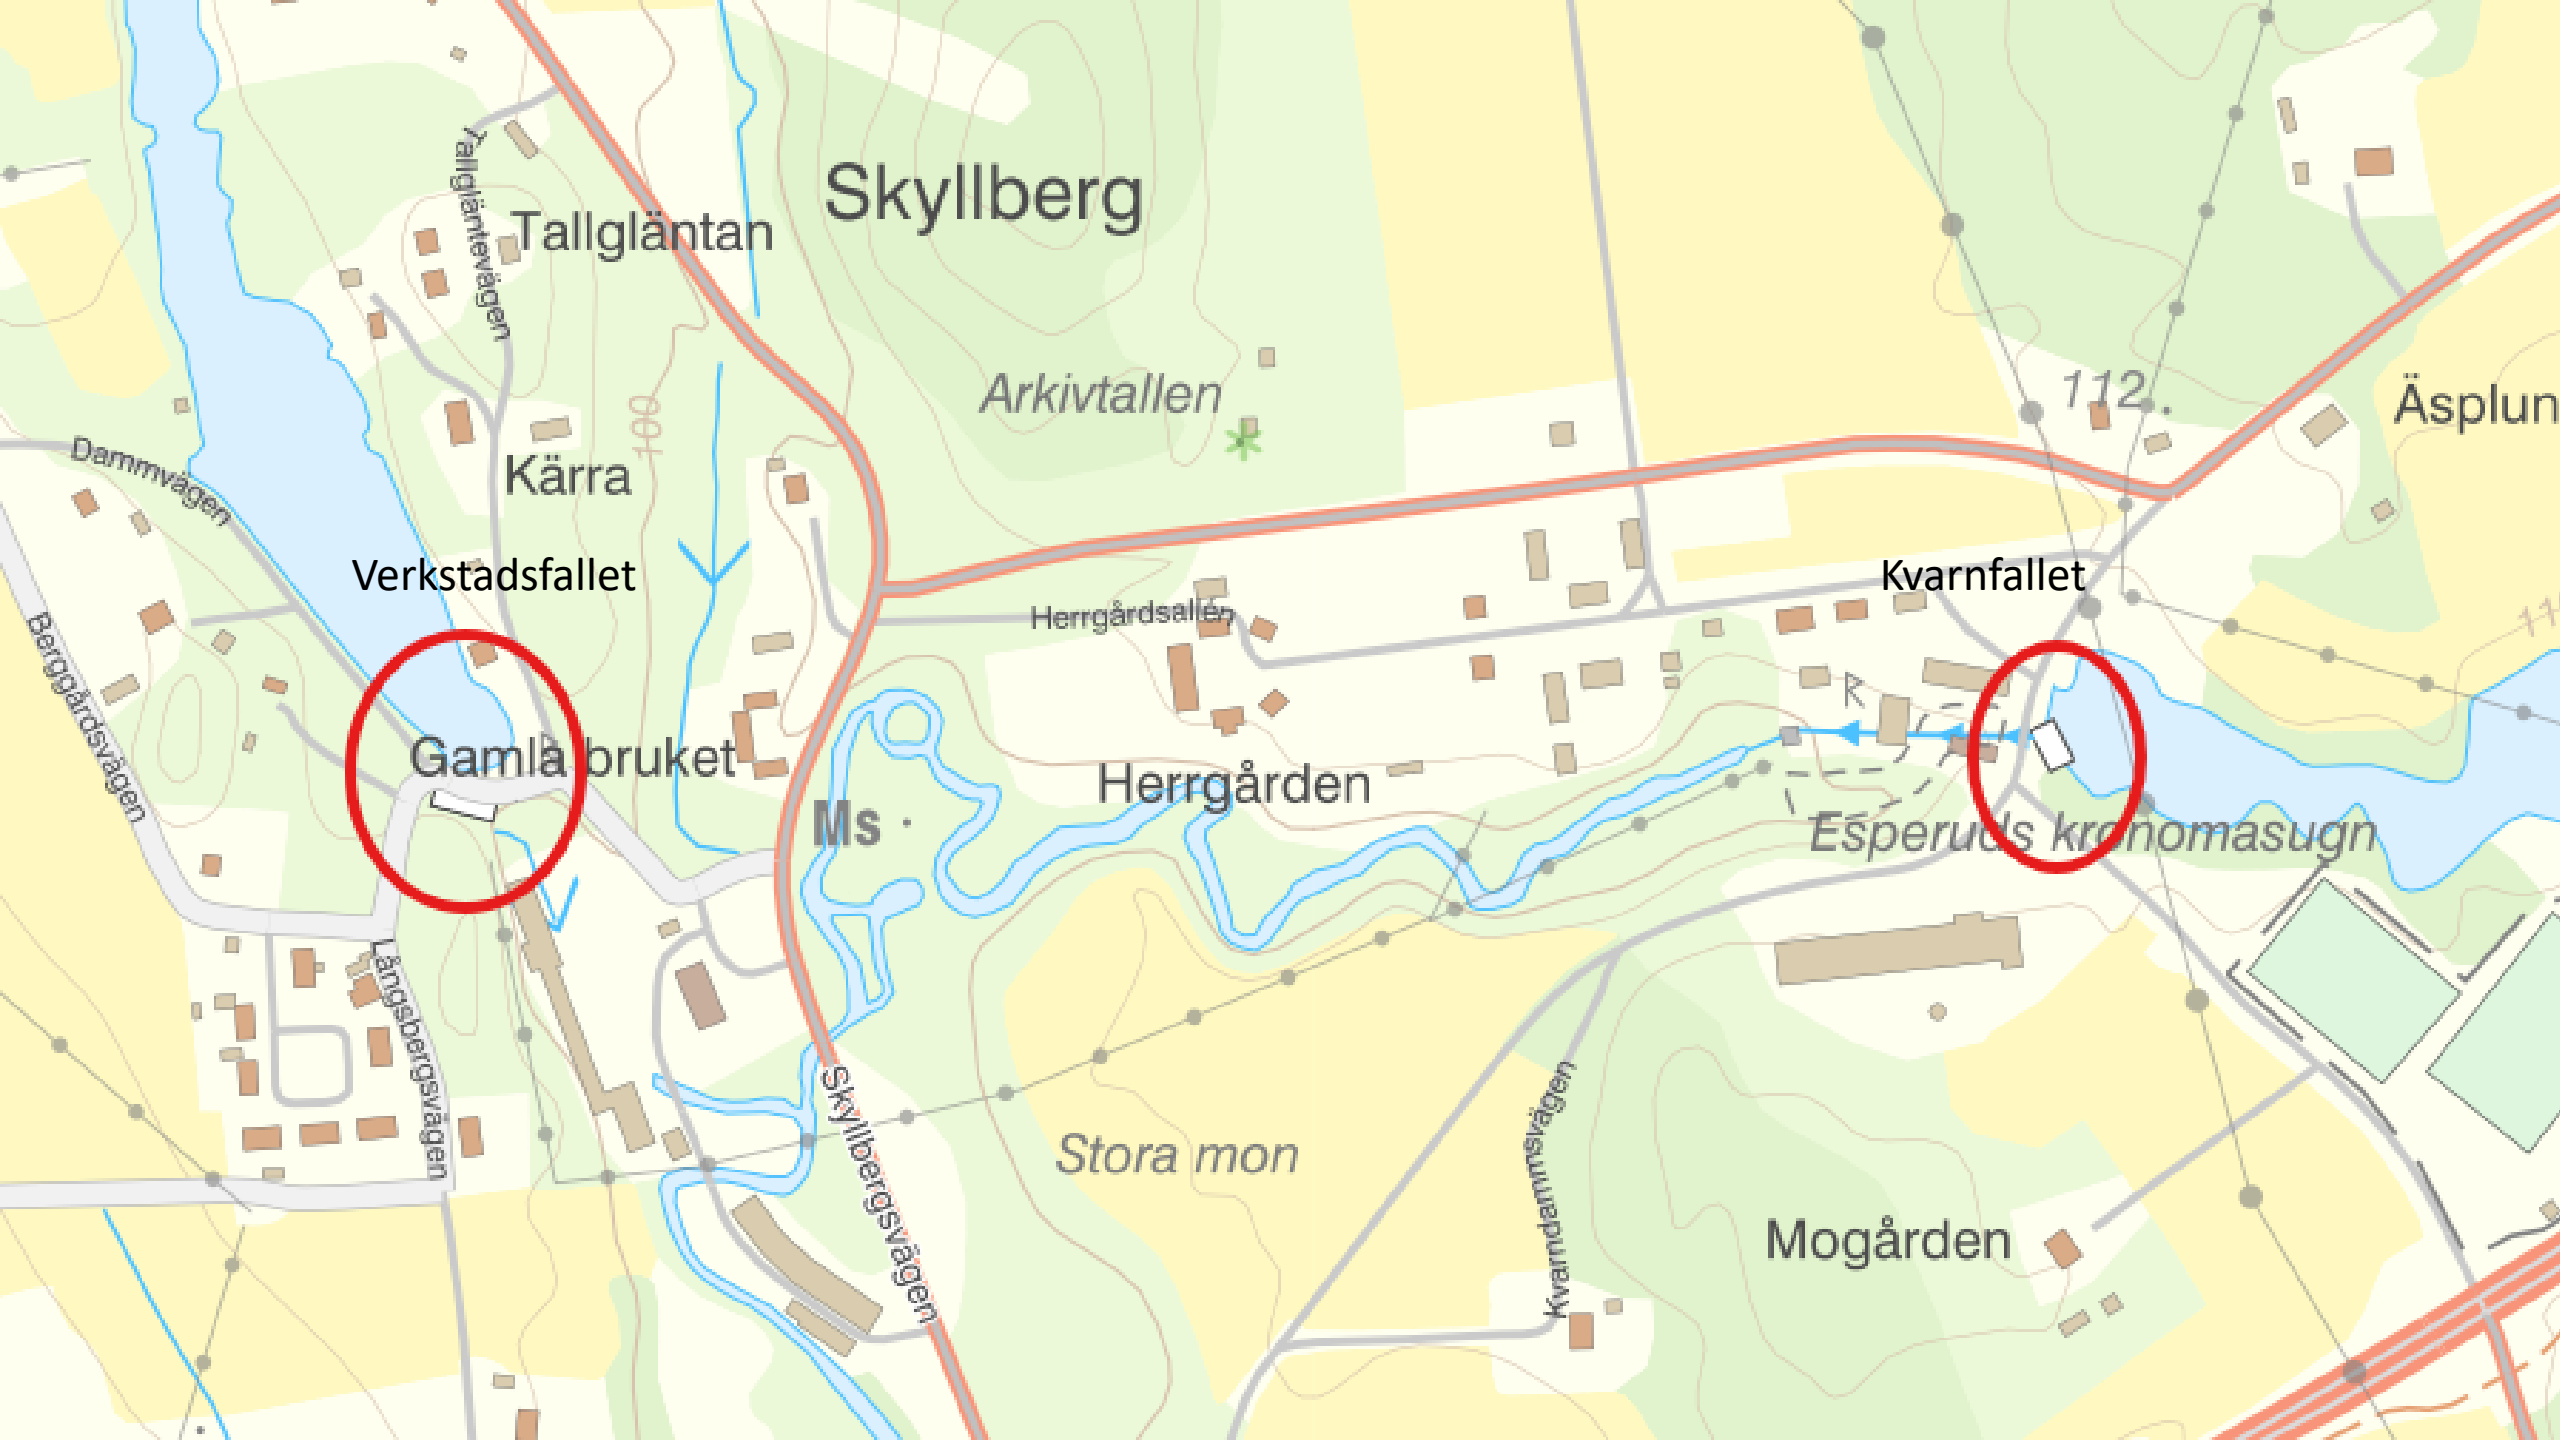 Skyllberg
Tallgläntan
Tallgläntevägen
Arkivtallen
112
Äsplun
Kärra
100
Dammvägen
Verkstadsfallet
Kvarnfallet
Herrgårdsallén
Berggårdsvägen
R
Gamla bruket
Herrgården
Ms
Esperuds kronomasugn
Långsbergsvägen
Skyllbergsvägen
Stora mon
Kvarndammsvägen
Mogården